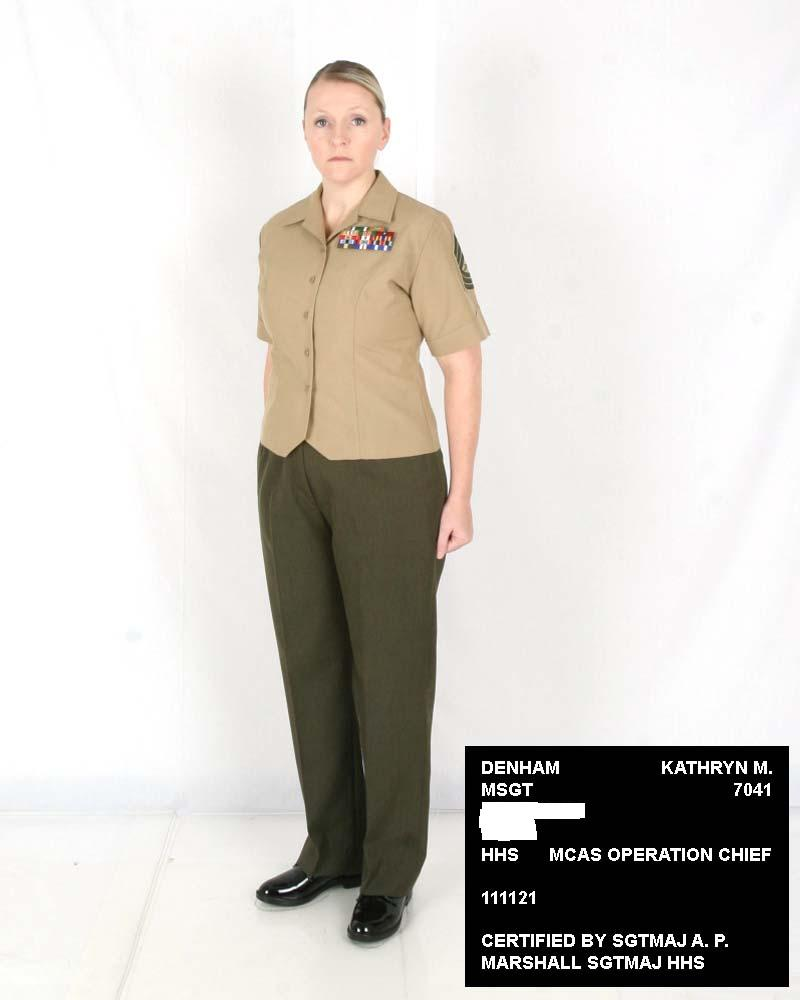 DENHAM KATHRYN M.
MSGT 7041
HHS MCAS OPERATION CHIEF
111121
CERTIFIED BY SGTMAJ A. P.
MARSHALL SGTMAJ HHS